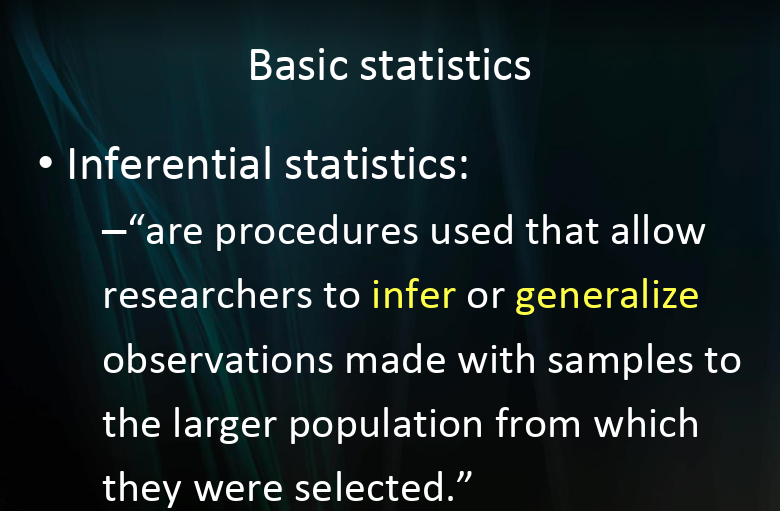 Basic statistics
• Inferential statistics:
–“are procedures used that allow
researchers to infer or generalize
observations made with samples to
the larger population from which
they were selected.”